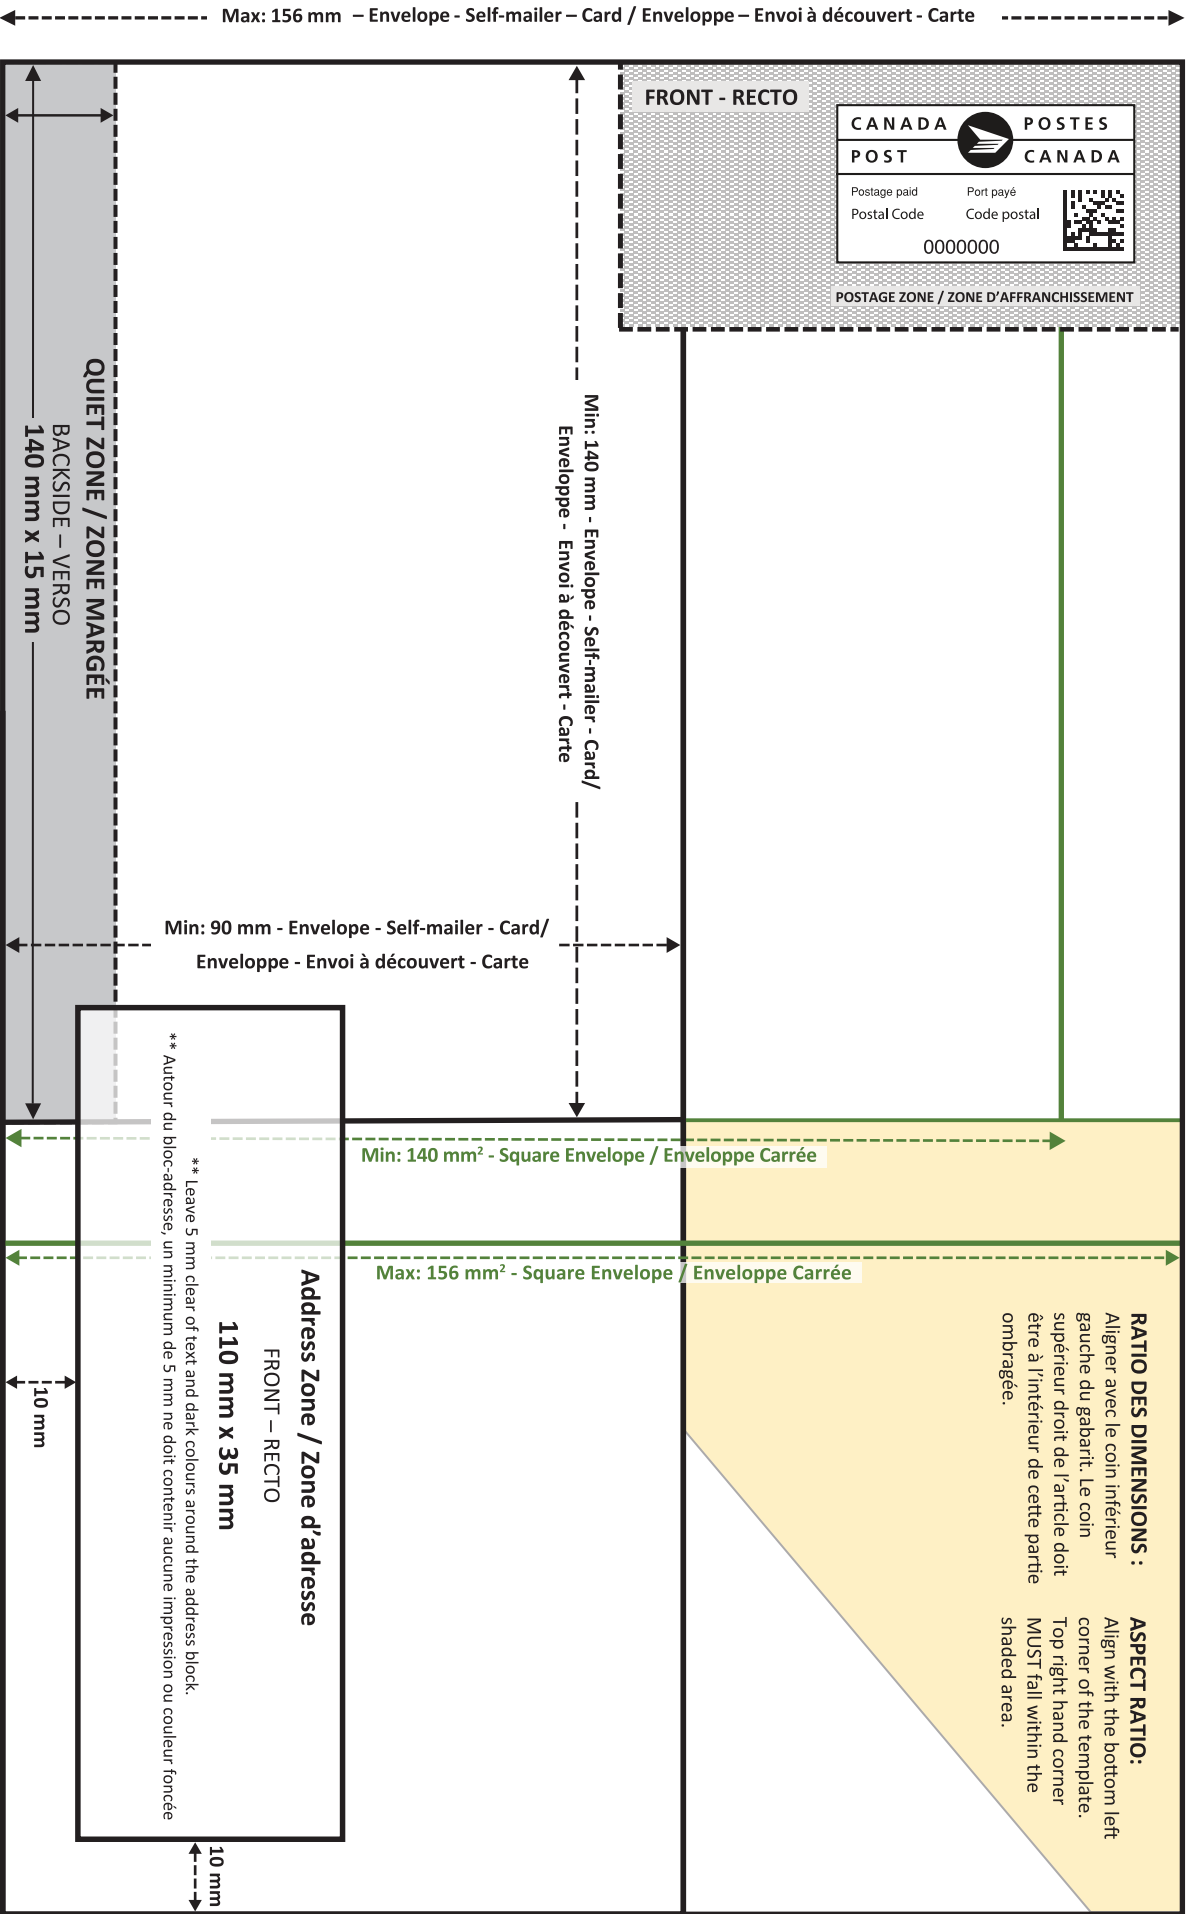 Max: 156 mm – Envelope - Self-mailer – Card / Enveloppe – Envoi à découvert - Carte
FRONT - RECTO
CANADA POSTES
POST CANADA
Postage paid Port payé
Postal Code Code postal
0000000
POSTAGE ZONE / ZONE D’AFFRANCHISSEMENT
QUIET ZONE / ZONE MARGÉE
BACKSIDE – VERSO
140 mm x 15 mm
Min: 140 mm - Envelope - Self-mailer - Card/
Enveloppe - Envoi à découvert - Carte
Min: 90 mm - Envelope - Self-mailer - Card/
Enveloppe - Envoi à découvert - Carte
Min: 140 mm² - Square Envelope / Enveloppe Carrée
Max: 156 mm² - Square Envelope / Enveloppe Carrée
RATIO DES DIMENSIONS :
Aligner avec le coin inférieur
gauche du gabarit. Le coin
supérieur droit de l’article doit
être à l’intérieur de cette partie
ombragée.
ASPECT RATIO:
Align with the bottom left
corner of the template.
Top right hand corner
MUST fall within the
shaded area.
Address Zone / Zone d’adresse
FRONT – RECTO
110 mm x 35 mm
** Leave 5 mm clear of text and dark colours around the address block.
** Autour du bloc-adresse, un minimum de 5 mm ne doit contenir aucune impression ou couleur foncée
10 mm
10 mm